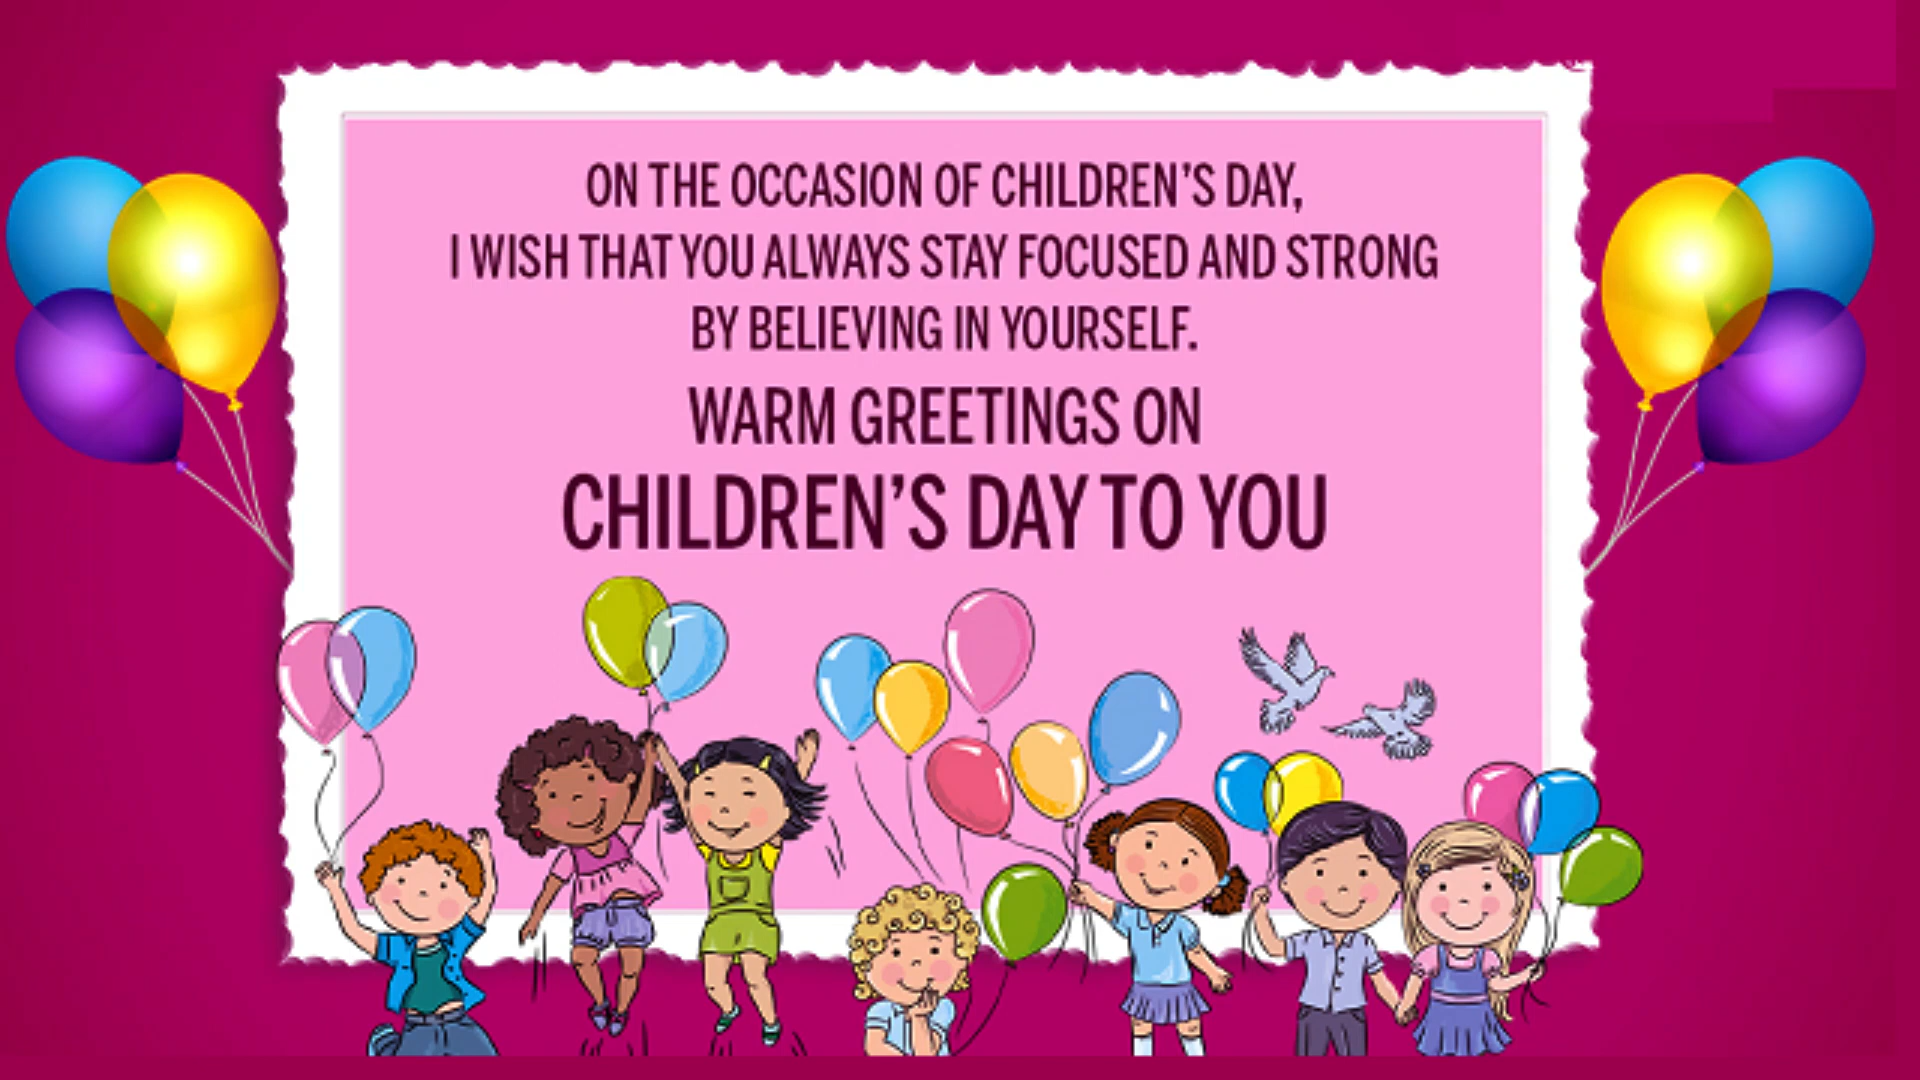 ON THE OCCASION OF CHILDREN'S DAY,
I WISH THAT YOU ALWAYS STAY FOCUSED AND STRONG
BY BELIEVING IN YOURSELF.
WARM GREETINGS ON
CHILDREN'S DAY TO YOU